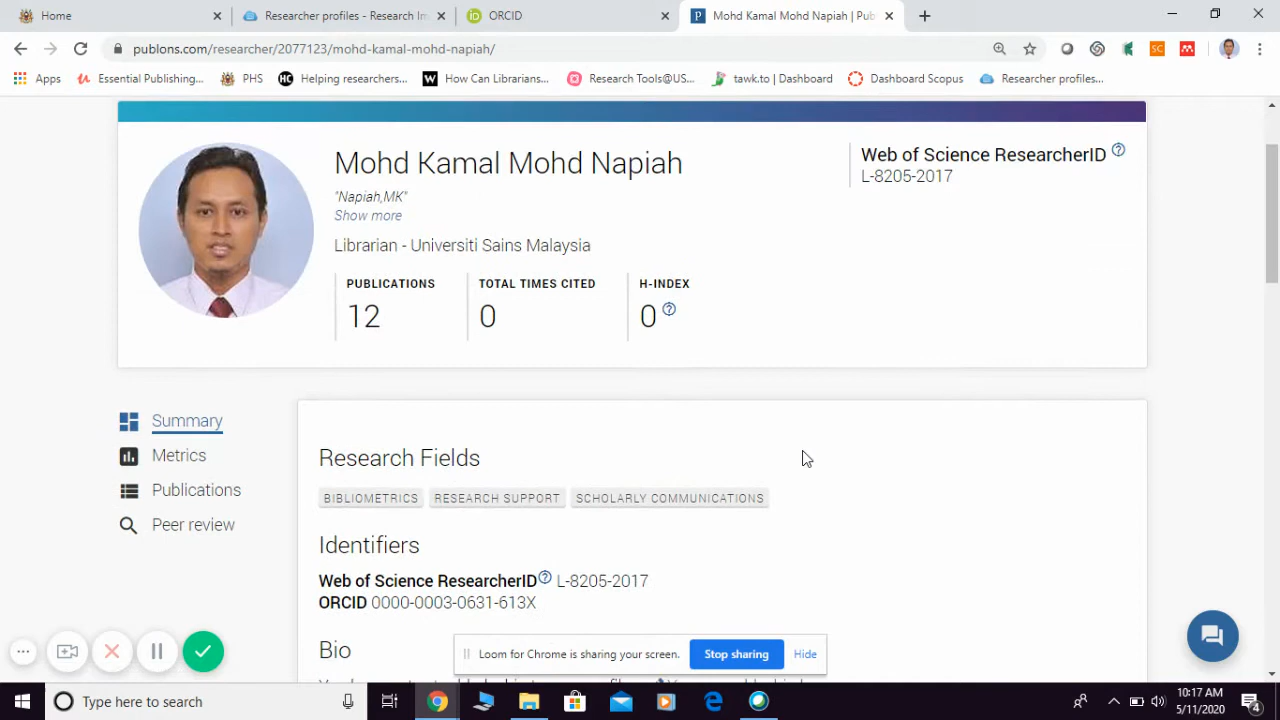 Home
Researcher profiles - Research Im
ORCID
Mohd Kamal Mohd Napiah | Pub
publons.com/researcher/2077123/mohd-kamal-mohd-napiah/
Apps
Essential Publishing...
PHS
Helping researchers...
How Can Librarians...
Research Tools@US...
tawk.to | Dashboard
Dashboard Scopus
Researcher profiles...
Mohd Kamal Mohd Napiah
"Napiah,MK"
Show more
Librarian - Universiti Sains Malaysia
Web of Science ResearcherID
L-8205-2017
PUBLICATIONS
12
TOTAL TIMES CITED
0
H-INDEX
0
Summary
Metrics
Publications
Peer review
Research Fields
BIBLIOMETRICS RESEARCH SUPPORT SCHOLARLY COMMUNICATIONS
Identifiers
Web of Science ResearcherID L-8205-2017
ORCID 0000-0003-0631-613X
Bio
Loom for Chrome is sharing your screen.
Stop sharing
Hide
Type here to search
10:17 AM
5/11/2020
4